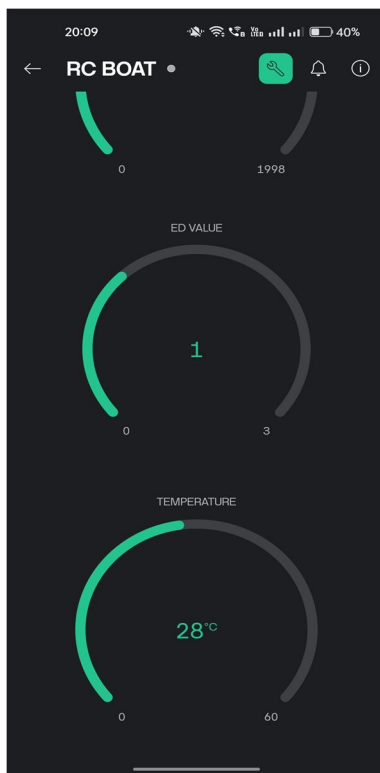 20:09 40%
RC BOAT
0 1998
ED VALUE
1
0 3
TEMPERATURE
28°C
0 60